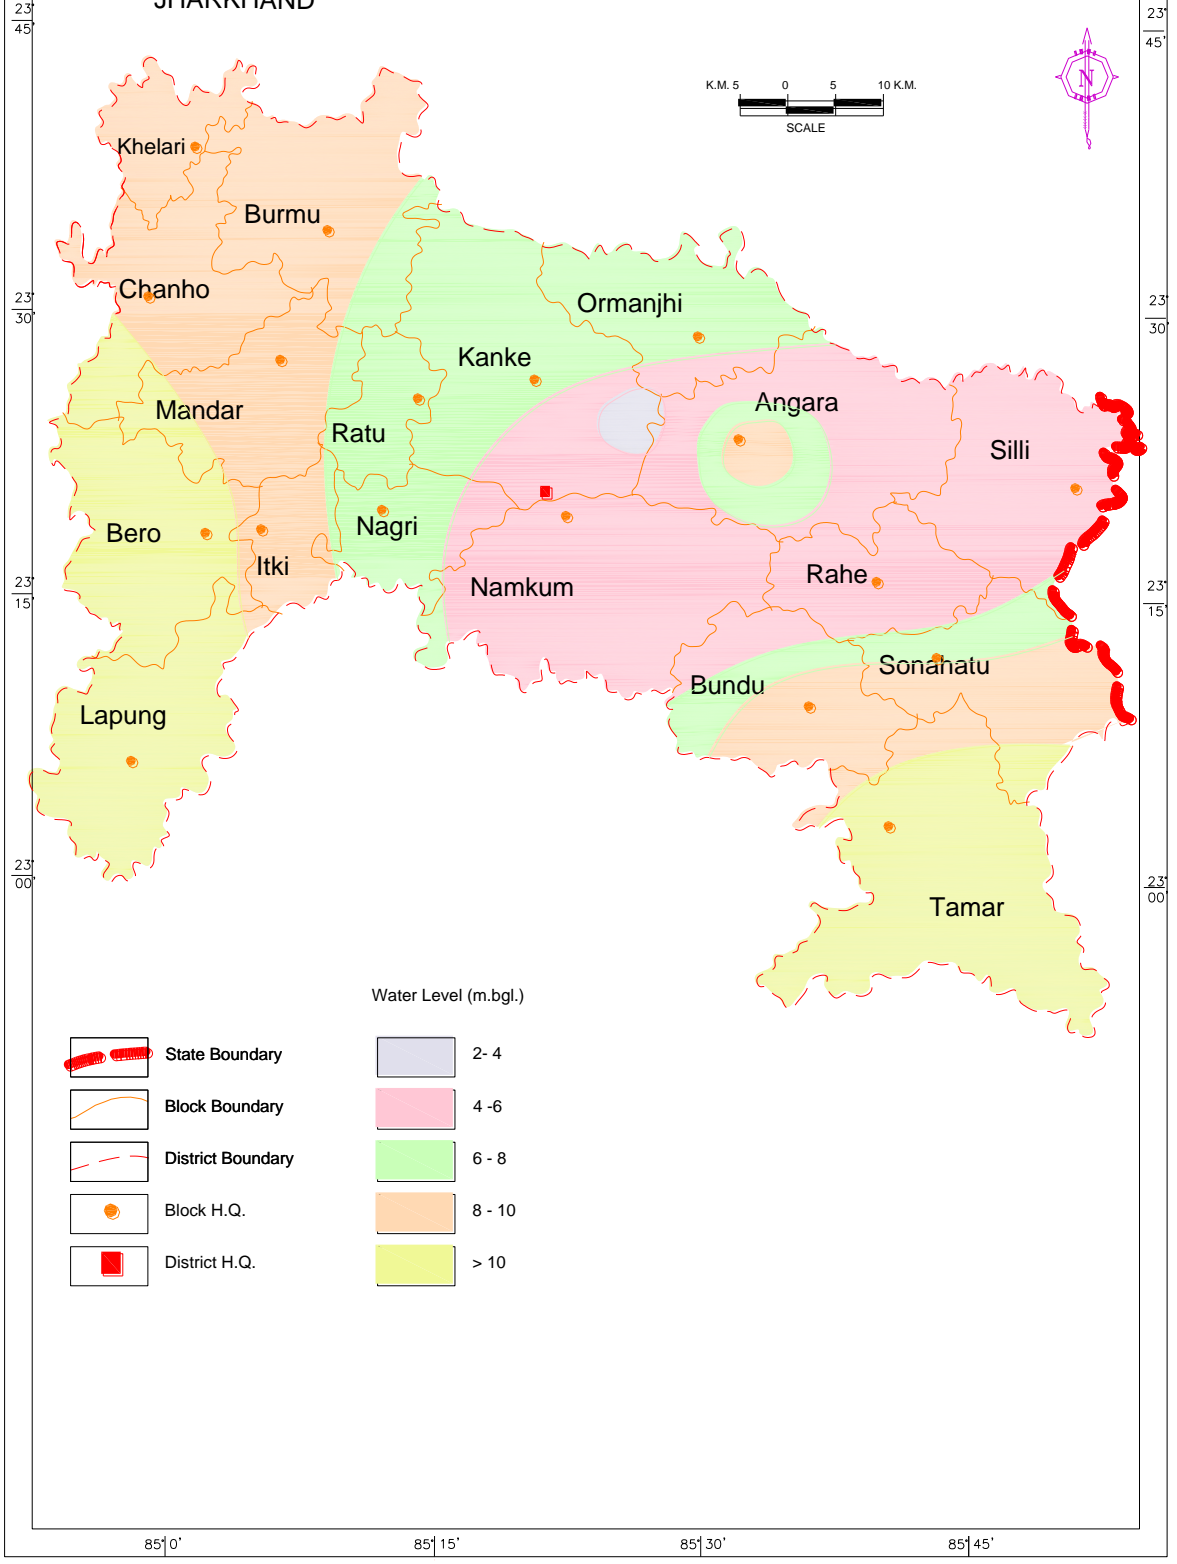 JHARKHAND
23°
45'
23°
45'
N
K.M. 5 0 5 10 K.M.
SCALE
Khelari
Burmu
Chanho
Ormanjhi
23°
30'
23°
30'
Kanke
Mandar
Angara
Ratu
Silli
Bero
Nagri
Itki
Rahe
Namkum
23°
15'
23°
15'
Sonahatu
Bundu
Lapung
23°
00'
23°
00'
Tamar
Water Level (m.bgl.)
State Boundary
2- 4
Block Boundary
4 -6
District Boundary
6 - 8
Block H.Q.
8 - 10
District H.Q.
> 10
85°0' 85°15' 85°30' 85°45'